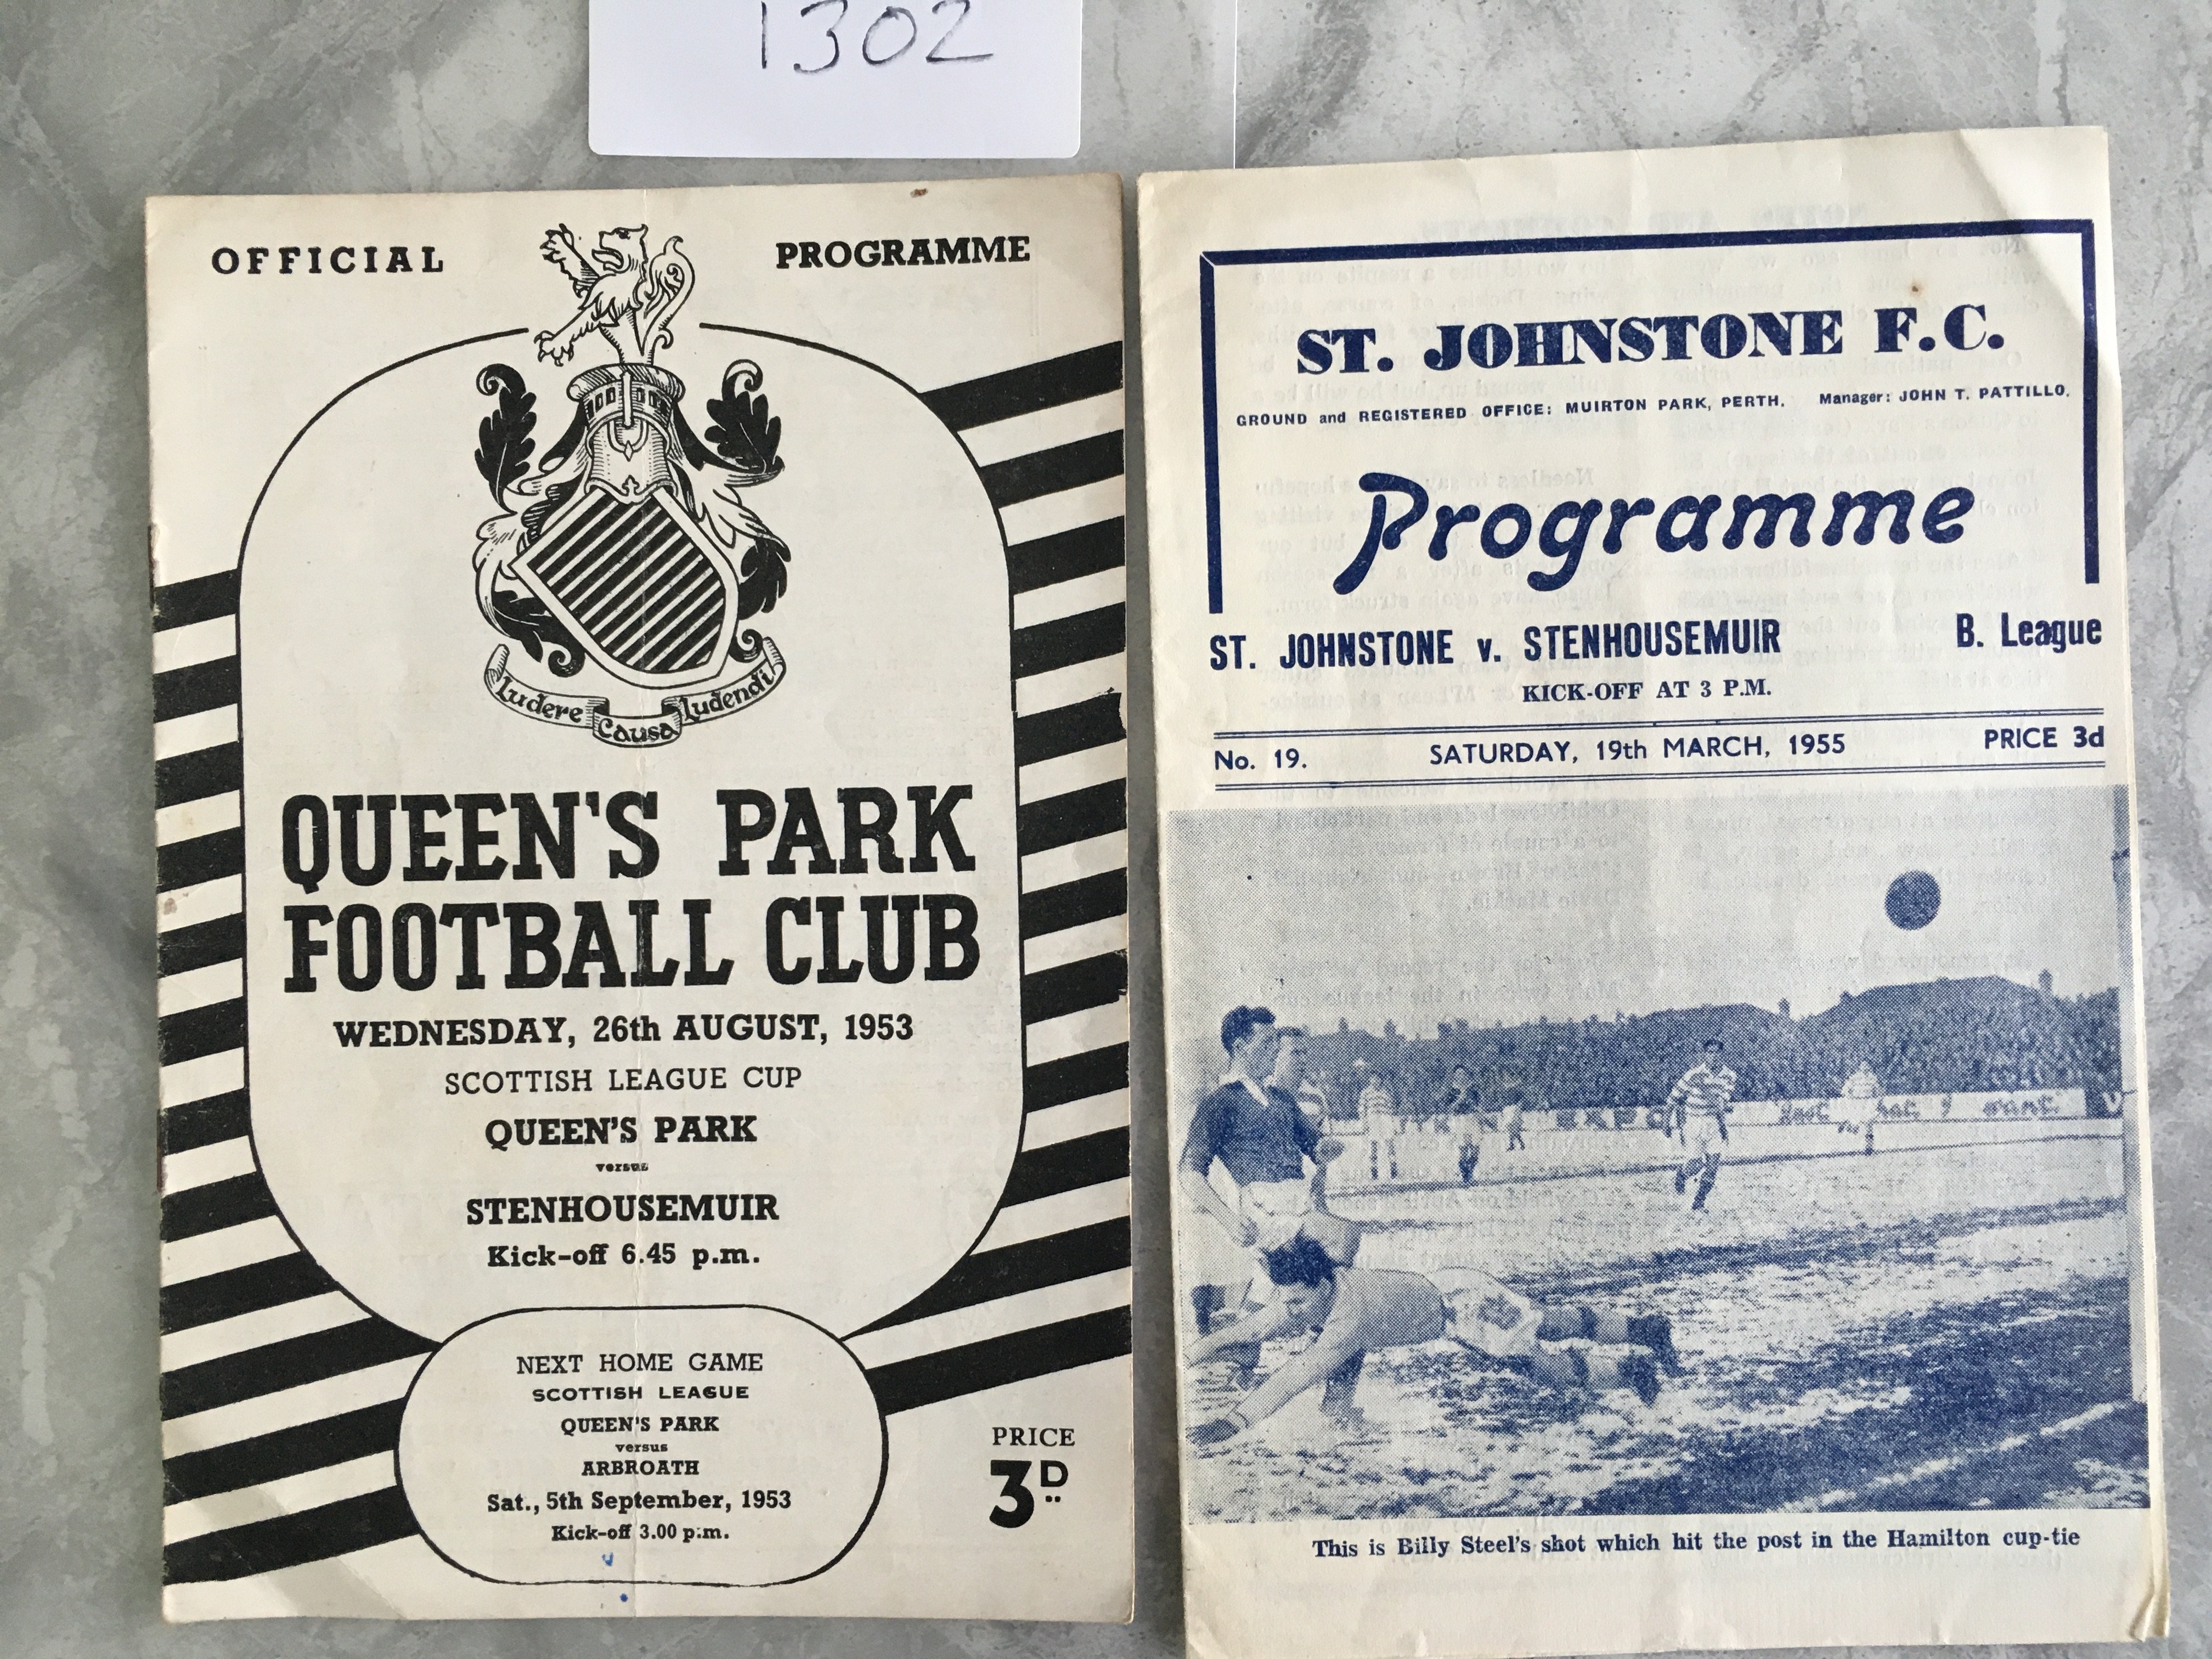 1302
OFFICIAL PROGRAMME
Ludere Causa Ludendi
QUEEN'S PARK
FOOTBALL CLUB
WEDNESDAY, 26th AUGUST, 1953
SCOTTISH LEAGUE CUP
QUEEN'S PARK
versus
STENHOUSEMUIR
Kick-off 6.45 p.m.
NEXT HOME GAME
SCOTTISH LEAGUE
QUEEN'S PARK
versus
ARBROATH
Sat., 5th September, 1953
Kick-off 3.00 p.m.
PRICE
3D
ST. JOHNSTONE F.C.
GROUND and REGISTERED OFFICE: MUIRTON PARK, PERTH. Manager: JOHN T. PATTILLO.
Programme
ST. JOHNSTONE v. STENHOUSEMUIR B. League
KICK-OFF AT 3 P.M.
No. 19. SATURDAY, 19th MARCH, 1955 PRICE 3d
This is Billy Steel's shot which hit the post in the Hamilton cup-tie